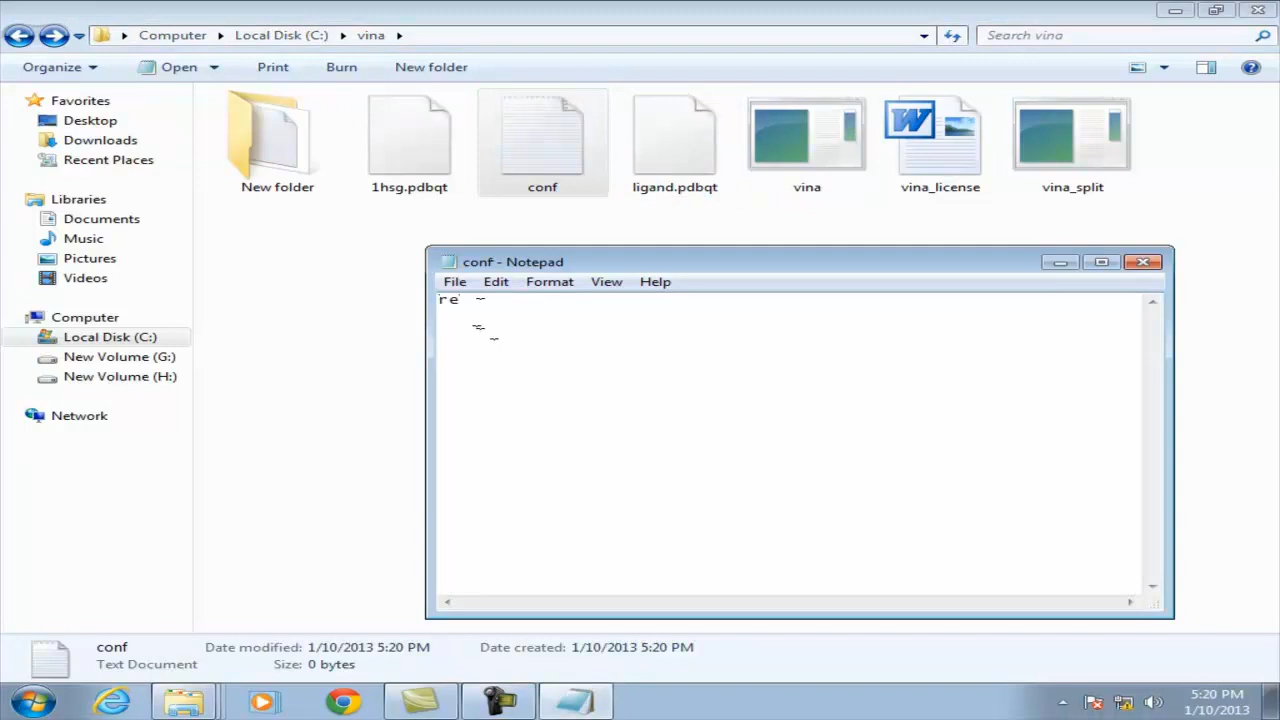 Computer Local Disk (C:) vina
Search vina
Organize Open Print Burn New folder
Favorites
Desktop
Downloads
Recent Places
Libraries
Documents
Music
Pictures
Videos
Computer
Local Disk (C:)
New Volume (G:)
New Volume (H:)
Network
New folder 1hsg.pdbqt conf ligand.pdbqt vina vina_license vina_split
conf - Notepad
File Edit Format View Help
re
conf Date modified: 1/10/2013 5:20 PM Date created: 1/10/2013 5:20 PM
Text Document Size: 0 bytes
5:20 PM
1/10/2013